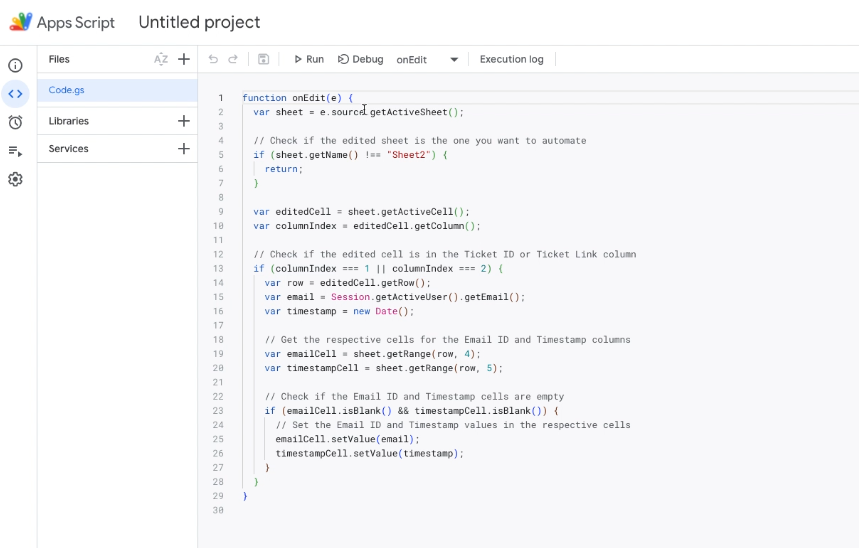 Apps Script Untitled project
Files AZ Run Debug onEdit Execution log
Code.gs
Libraries
Services
1 function onEdit(e) {
2 var sheet = e.source.getActiveSheet();
3
4 // Check if the edited sheet is the one you want to automate
5 if (sheet.getName() !== "Sheet2") {
6 return;
7 }
8
9 var editedCell = sheet.getActiveCell();
10 var columnIndex = editedCell.getColumn();
11
12 // Check if the edited cell is in the Ticket ID or Ticket Link column
13 if (columnIndex === 1 || columnIndex === 2) {
14 var row = editedCell.getRow();
15 var email = Session.getActiveUser().getEmail();
16 var timestamp = new Date();
17
18 // Get the respective cells for the Email ID and Timestamp columns
19 var emailCell = sheet.getRange(row, 4);
20 var timestampCell = sheet.getRange(row, 5);
21
22 // Check if the Email ID and Timestamp cells are empty
23 if (emailCell.isBlank() && timestampCell.isBlank()) {
24 // Set the Email ID and Timestamp values in the respective cells
25 emailCell.setValue(email);
26 timestampCell.setValue(timestamp);
27 }
28 }
29 }
30